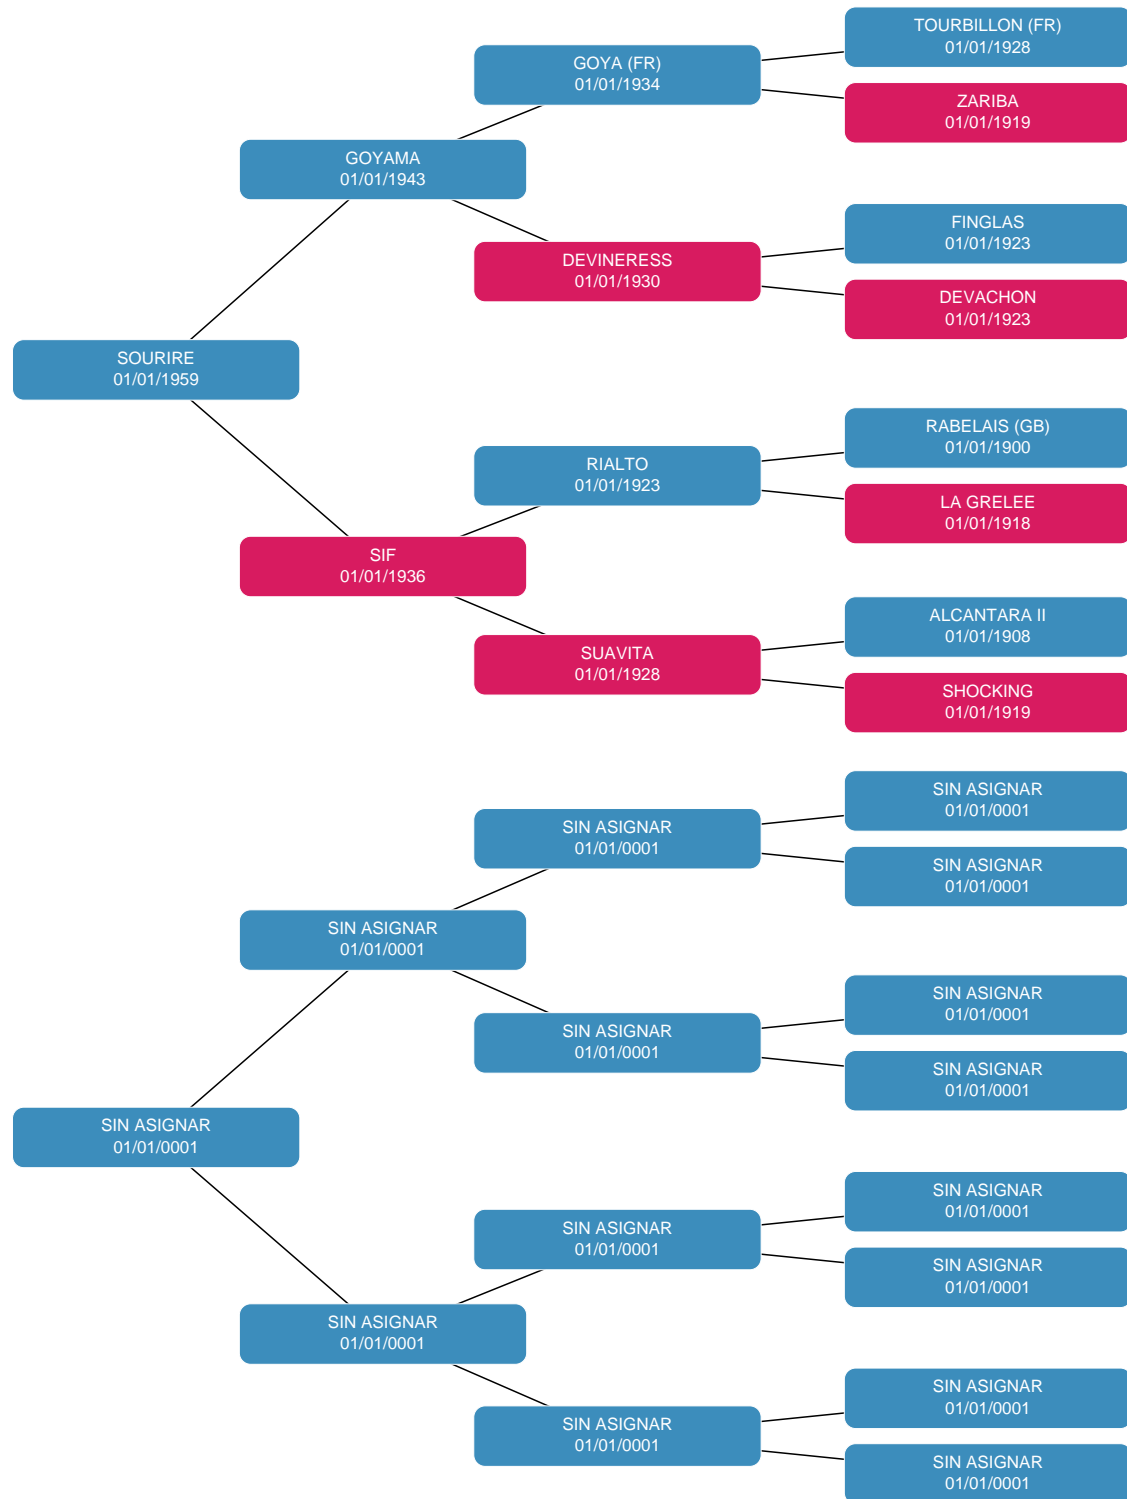 TOURBILLON (FR)
01/01/1928
GOYA (FR)
01/01/1934
ZARIBA
01/01/1919
GOYAMA
01/01/1943
FINGLAS
01/01/1923
DEVINERESS
01/01/1930
DEVACHON
01/01/1923
SOURIRE
01/01/1959
RABELAIS (GB)
01/01/1900
RIALTO
01/01/1923
LA GRELEE
01/01/1918
SIF
01/01/1936
ALCANTARA II
01/01/1908
SUAVITA
01/01/1928
SHOCKING
01/01/1919
SIN ASIGNAR
01/01/0001
SIN ASIGNAR
01/01/0001
SIN ASIGNAR
01/01/0001
SIN ASIGNAR
01/01/0001
SIN ASIGNAR
01/01/0001
SIN ASIGNAR
01/01/0001
SIN ASIGNAR
01/01/0001
SIN ASIGNAR
01/01/0001
SIN ASIGNAR
01/01/0001
SIN ASIGNAR
01/01/0001
SIN ASIGNAR
01/01/0001
SIN ASIGNAR
01/01/0001
SIN ASIGNAR
01/01/0001
SIN ASIGNAR
01/01/0001
SIN ASIGNAR
01/01/0001